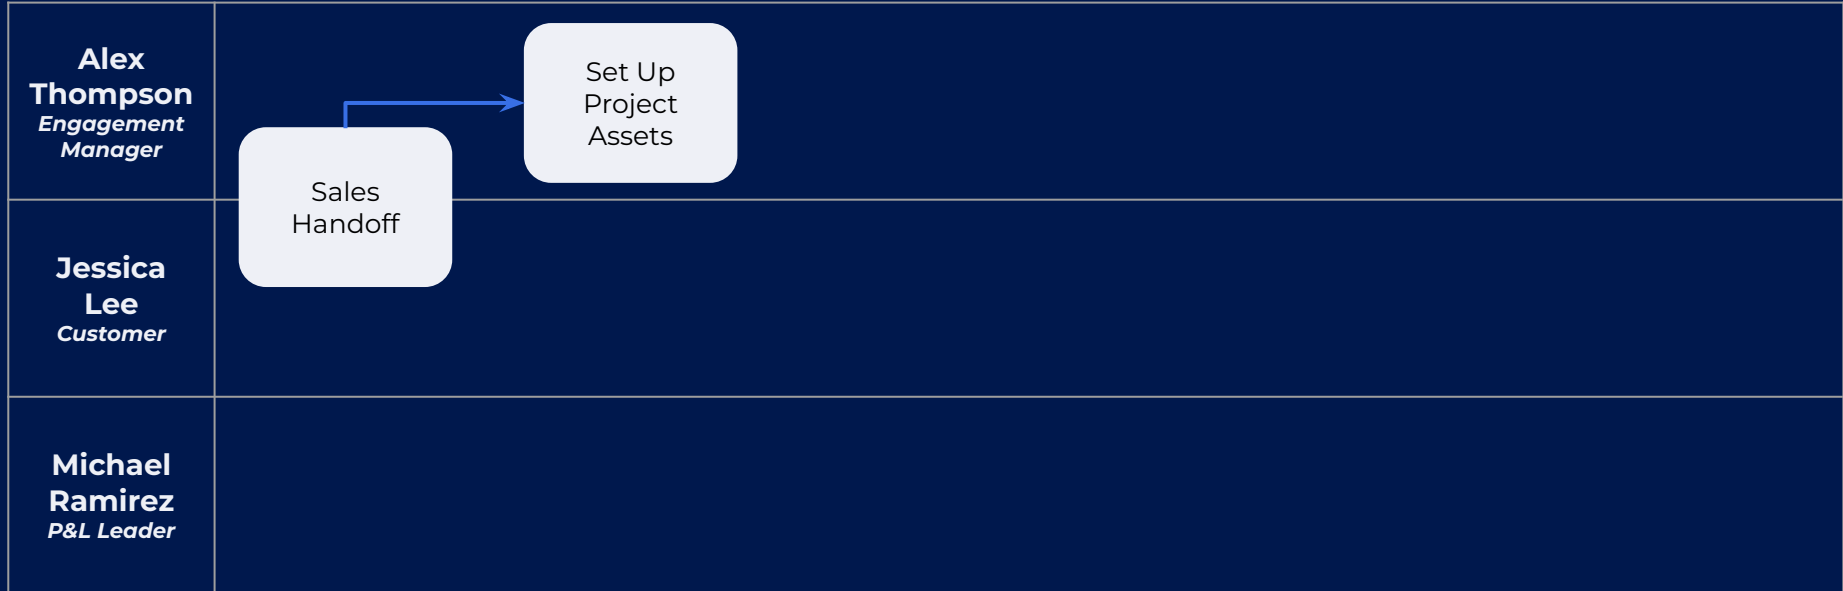 Alex
Thompson
Engagement
Manager
Set Up
Project
Assets
Sales
Handoff
Jessica
Lee
Customer
Michael
Ramirez
P&L Leader